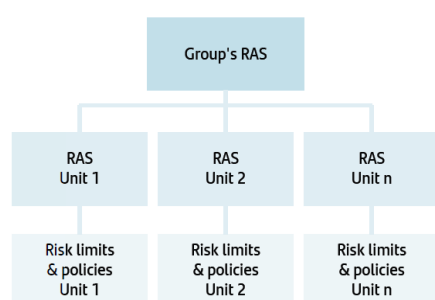 Group's RAS
RAS
Unit 1
RAS
Unit 2
RAS
Unit n
Risk limits
& policies
Unit 1
Risk limits
& policies
Unit 2
Risk limits
& policies
Unit n